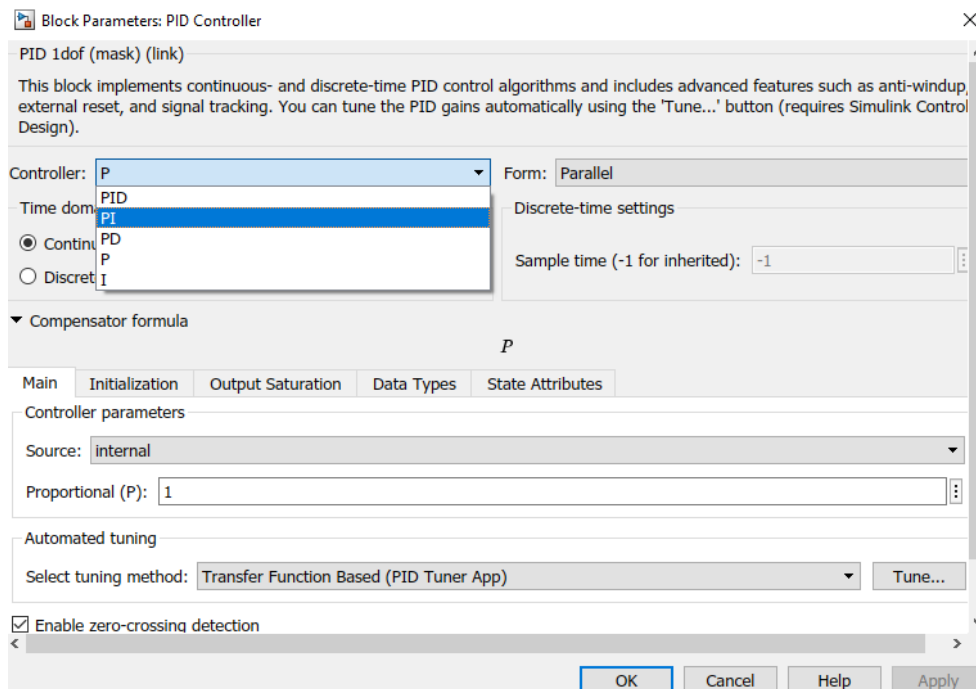 Block Parameters: PID Controller
PID 1dof (mask) (link)
This block implements continuous- and discrete-time PID control algorithms and includes advanced features such as anti-windup,
external reset, and signal tracking. You can tune the PID gains automatically using the 'Tune...' button (requires Simulink Control
Design).
Controller: P Form: Parallel
PID
Time dom Discrete-time settings
PI
Contin
PD
P
Sample time (-1 for inherited): -1
Discret
I
Compensator formula
P
Main Initialization Output Saturation Data Types State Attributes
Controller parameters
Source: internal
Proportional (P): 1
Automated tuning
Select tuning method: Transfer Function Based (PID Tuner App) Tune...
Enable zero-crossing detection
OK Cancel Help Apply